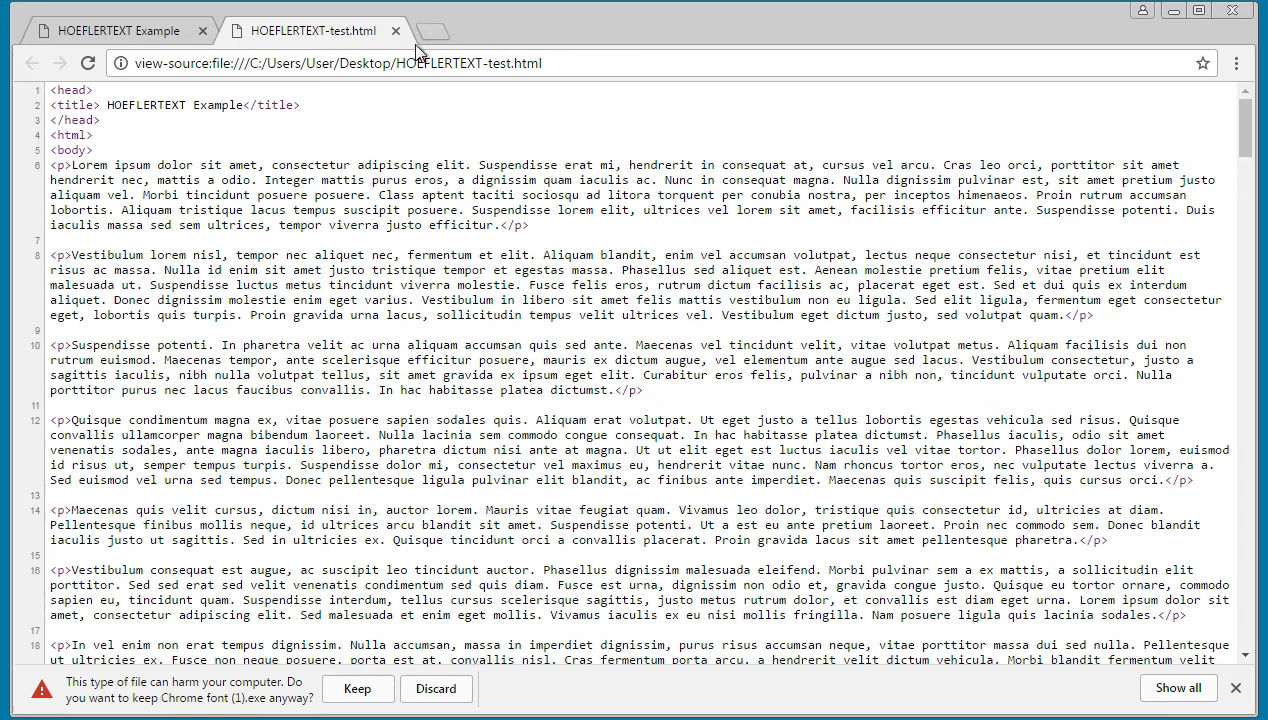 HOEFLERTEXT Example
HOEFLERTEXT-test.html
view-source:file:///C:/Users/User/Desktop/HOEFLERTEXT-test.html
1 <head>
2 <title> HOEFLERTEXT Example</title>
3 </head>
4 <html>
5 <body>
6 <p>Lorem ipsum dolor sit amet, consectetur adipiscing elit. Suspendisse erat mi, hendrerit in consequat at, cursus vel arcu. Cras leo orci, porttitor sit amet
hendrerit nec, mattis a odio. Integer mattis purus eros, a dignissim quam iaculis ac. Nunc in consequat magna. Nulla dignissim pulvinar est, sit amet pretium justo
aliquam vel. Morbi tincidunt posuere posuere. Class aptent taciti sociosqu ad litora torquent per conubia nostra, per inceptos himenaeos. Proin rutrum accumsan
lobortis. Aliquam tristique lacus tempus suscipit posuere. Suspendisse lorem elit, ultrices vel lorem sit amet, facilisis efficitur ante. Suspendisse potenti. Duis
iaculis massa sed sem ultrices, tempor viverra justo efficitur.</p>
7
8 <p>Vestibulum lorem nisl, tempor nec aliquet nec, fermentum et elit. Aliquam blandit, enim vel accumsan volutpat, lectus neque consectetur nisi, et tincidunt est
risus ac massa. Nulla id enim sit amet justo tristique tempor et egestas massa. Phasellus sed aliquet est. Aenean molestie pretium felis, vitae pretium elit
malesuada ut. Suspendisse luctus metus tincidunt viverra molestie. Fusce felis eros, rutrum dictum facilisis ac, placerat eget est. Sed et dui quis ex interdum
aliquet. Donec dignissim molestie enim eget varius. Vestibulum in libero sit amet felis mattis vestibulum non eu ligula. Sed elit ligula, fermentum eget consectetur
eget, lobortis quis turpis. Proin gravida urna lacus, sollicitudin tempus velit ultrices vel. Vestibulum eget dictum justo, sed volutpat quam.</p>
9
10 <p>Suspendisse potenti. In pharetra velit ac urna aliquam accumsan quis sed ante. Maecenas vel tincidunt velit, vitae volutpat metus. Aliquam facilisis dui non
rutrum euismod. Maecenas tempor, ante scelerisque efficitur posuere, mauris ex dictum augue, vel elementum ante augue sed lacus. Vestibulum consectetur, justo a
sagittis iaculis, nibh nulla volutpat tellus, sit amet gravida ex ipsum eget elit. Curabitur eros felis, pulvinar a nibh non, tincidunt vulputate orci. Nulla
porttitor purus nec lacus faucibus convallis. In hac habitasse platea dictumst.</p>
11
12 <p>Quisque condimentum magna ex, vitae posuere sapien sodales quis. Aliquam erat volutpat. Ut eget justo a tellus lobortis egestas vehicula sed risus. Quisque
convallis ullamcorper magna bibendum laoreet. Nulla lacinia sem commodo congue consequat. In hac habitasse platea dictumst. Phasellus iaculis, odio sit amet
venenatis sodales, ante magna iaculis libero, pharetra dictum nisi ante at magna. Ut ut elit eget est luctus iaculis vel vitae tortor. Phasellus dolor lorem, euismod
id risus ut, semper tempus turpis. Suspendisse dolor mi, consectetur vel maximus eu, hendrerit vitae nunc. Nam rhoncus tortor eros, nec vulputate lectus viverra a.
Sed euismod vel urna sed tempus. Donec pellentesque ligula pulvinar elit blandit, ac finibus ante imperdiet. Maecenas quis suscipit felis, quis cursus orci.</p>
13
14 <p>Maecenas quis velit cursus, dictum nisi in, auctor lorem. Mauris vitae feugiat quam. Vivamus leo dolor, tristique quis consectetur id, ultricies at diam.
Pellentesque finibus mollis neque, id ultrices arcu blandit sit amet. Suspendisse potenti. Ut a est eu ante pretium laoreet. Proin nec commodo sem. Donec blandit
iaculis justo ut sagittis. Sed in ultricies ex. Quisque tincidunt orci a convallis placerat. Proin gravida lacus sit amet pellentesque pharetra.</p>
15
16 <p>Vestibulum consequat est augue, ac suscipit leo tincidunt auctor. Phasellus dignissim malesuada eleifend. Morbi pulvinar sem a ex mattis, a sollicitudin elit
porttitor. Sed sed erat sed velit venenatis condimentum sed quis diam. Fusce est urna, dignissim non odio et, gravida congue justo. Quisque eu tortor ornare, commodo
sapien eu, tincidunt quam. Suspendisse interdum, tellus cursus scelerisque sagittis, justo metus rutrum dolor, et convallis est diam eget urna. Lorem ipsum dolor sit
amet, consectetur adipiscing elit. Sed malesuada et enim eget mollis. Vivamus iaculis ex eu nisi mollis fringilla. Nam posuere ligula quis lacinia sodales.</p>
17
18 <p>In vel enim non erat tempus dignissim. Nulla accumsan, massa in imperdiet dignissim, purus risus accumsan neque, vitae porttitor massa dui sed nulla. Pellentesque
ut ultricies ex. Fusce non neque posuere, porta est at, convallis nisl. Cras fermentum porta arcu, a hendrerit velit dictum vehicula. Morbi blandit fermentum velit
This type of file can harm your computer. Do
you want to keep Chrome font (1).exe anyway?
Keep
Discard
Show all